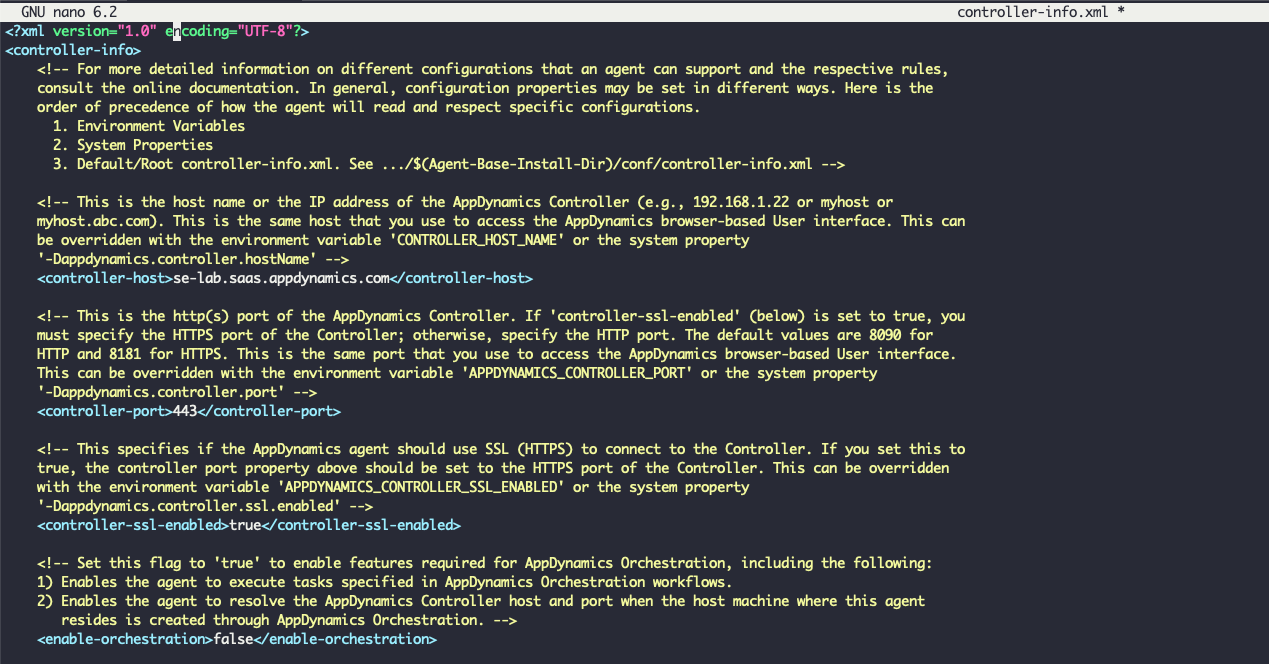 GNU nano 6.2 controller-info.xml *
<?xml version="1.0" encoding="UTF-8"?>
<controller-info>
    <!-- For more detailed information on different configurations that an agent can support and the respective rules,
    consult the online documentation. In general, configuration properties may be set in different ways. Here is the
    order of precedence of how the agent will read and respect specific configurations.
      1. Environment Variables
      2. System Properties
      3. Default/Root controller-info.xml. See .../$(Agent-Base-Install-Dir)/conf/controller-info.xml -->

    <!-- This is the host name or the IP address of the AppDynamics Controller (e.g., 192.168.1.22 or myhost or
    myhost.abc.com). This is the same host that you use to access the AppDynamics browser-based User interface. This can
    be overridden with the environment variable 'CONTROLLER_HOST_NAME' or the system property
    '-Dappdynamics.controller.hostName' -->
    <controller-host>se-lab.saas.appdynamics.com</controller-host>

    <!-- This is the http(s) port of the AppDynamics Controller. If 'controller-ssl-enabled' (below) is set to true, you
    must specify the HTTPS port of the Controller; otherwise, specify the HTTP port. The default values are 8090 for
    HTTP and 8181 for HTTPS. This is the same port that you use to access the AppDynamics browser-based User interface.
    This can be overridden with the environment variable 'APPDYNAMICS_CONTROLLER_PORT' or the system property
    '-Dappdynamics.controller.port' -->
    <controller-port>443</controller-port>

    <!-- This specifies if the AppDynamics agent should use SSL (HTTPS) to connect to the Controller. If you set this to
    true, the controller port property above should be set to the HTTPS port of the Controller. This can be overridden
    with the environment variable 'APPDYNAMICS_CONTROLLER_SSL_ENABLED' or the system property
    '-Dappdynamics.controller.ssl.enabled' -->
    <controller-ssl-enabled>true</controller-ssl-enabled>

    <!-- Set this flag to 'true' to enable features required for AppDynamics Orchestration, including the following:
    1) Enables the agent to execute tasks specified in AppDynamics Orchestration workflows.
    2) Enables the agent to resolve the AppDynamics Controller host and port when the host machine where this agent
       resides is created through AppDynamics Orchestration. -->
    <enable-orchestration>false</enable-orchestration>